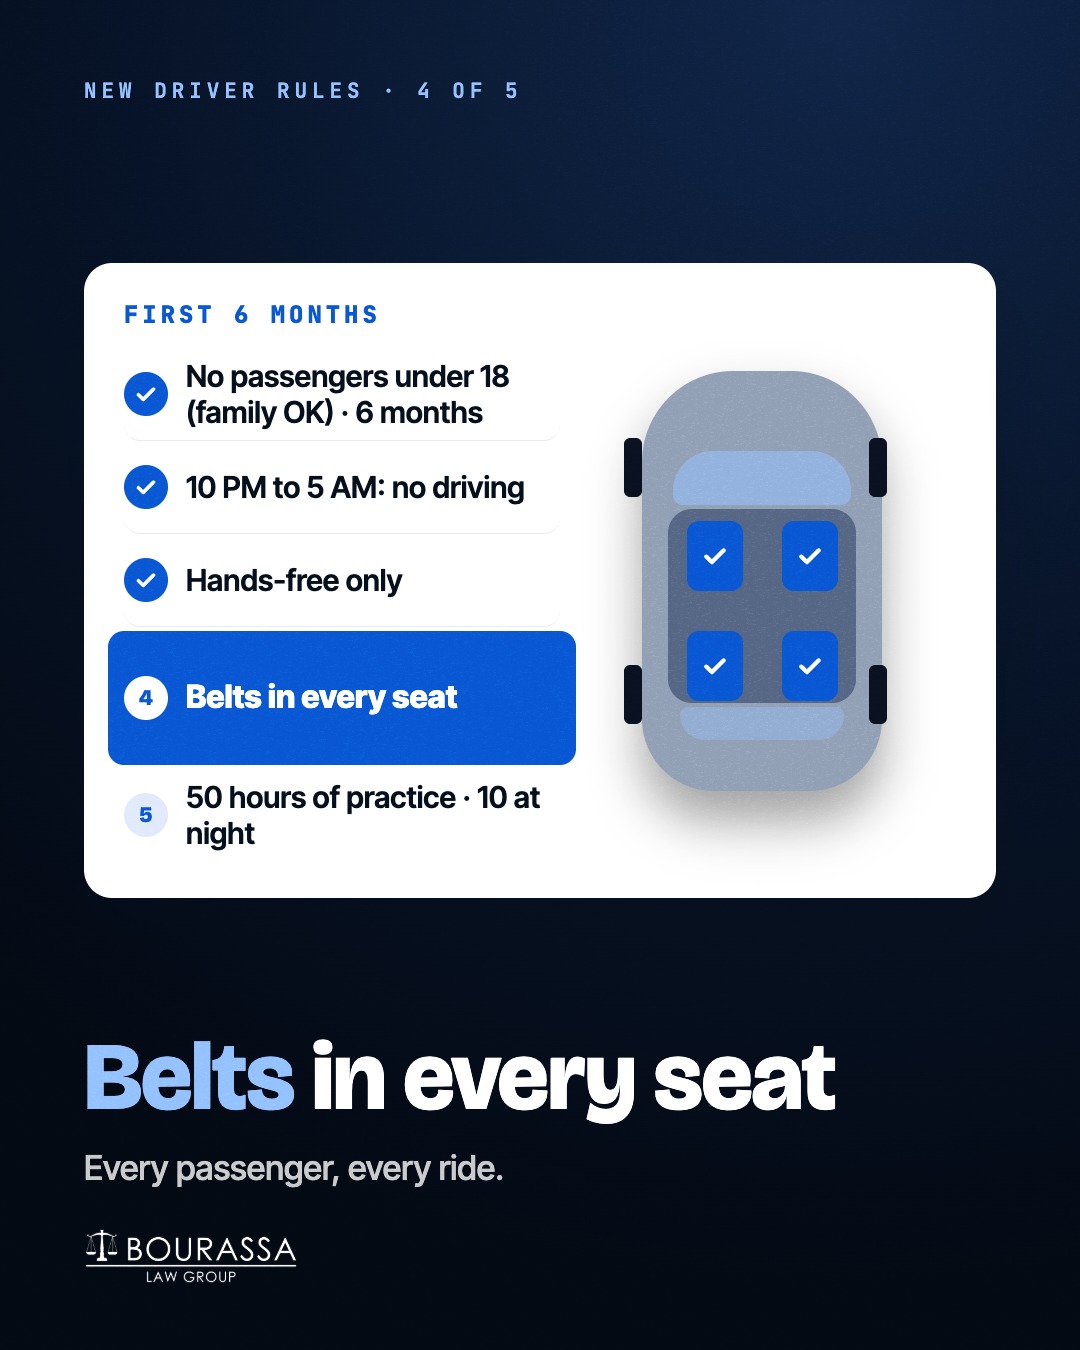 NEW DRIVER RULES · 4 OF 5
FIRST 6 MONTHS
No passengers under 18
(family OK) · 6 months
10 PM to 5 AM: no driving
Hands-free only
4 Belts in every seat
5 50 hours of practice · 10 at
night
Belts in every seat
Every passenger, every ride.
BOURASSA
LAW GROUP